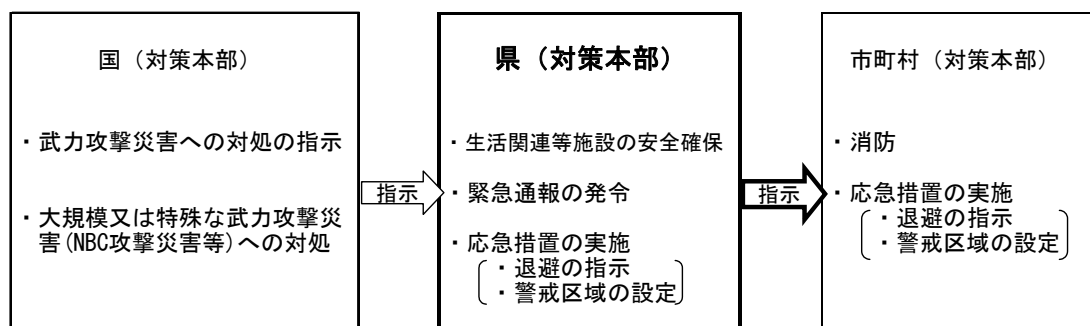 国（対策本部）
・武力攻撃災害への対処の指示
・大規模又は特殊な武力攻撃災
害(NBC攻撃災害等)への対処
指示
県（対策本部）
・生活関連等施設の安全確保
・緊急通報の発令
・応急措置の実施
・退避の指示
・警戒区域の設定
指示
市町村（対策本部）
・消防
・応急措置の実施
・退避の指示
・警戒区域の設定